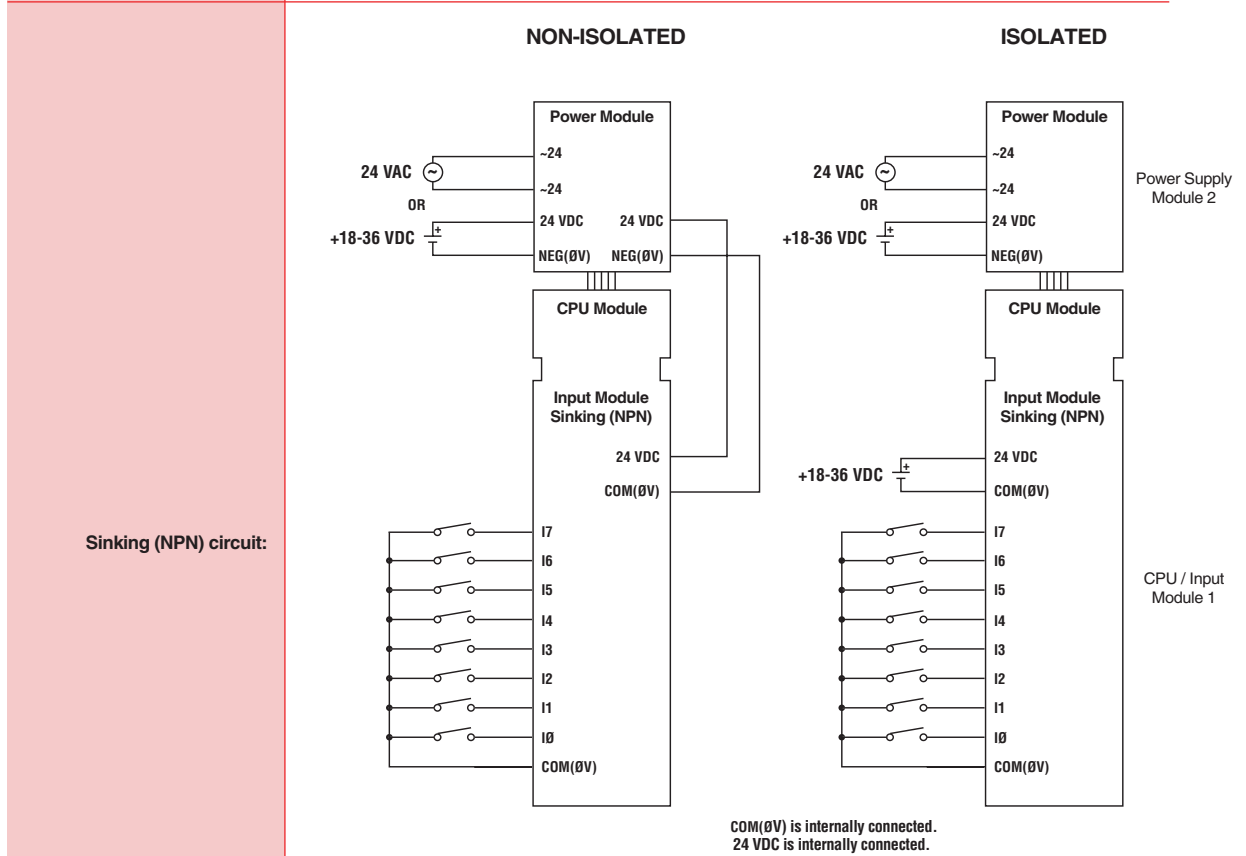 NON-ISOLATED
Power Module
~24
24 VAC
~24
OR
24 VDC
24 VDC
+18-36 VDC
+
NEG(ØV)
NEG(ØV)
CPU Module
Input Module
Sinking (NPN)
24 VDC
COM(ØV)
Sinking (NPN) circuit:
I7
I6
I5
I4
I3
I2
I1
IØ
COM(ØV)
ISOLATED
Power Module
~24
24 VAC
~24
OR
24 VDC
+18-36 VDC
+
NEG(ØV)
Power Supply
Module 2
CPU Module
Input Module
Sinking (NPN)
24 VDC
+18-36 VDC
+
COM(ØV)
I7
I6
I5
I4
I3
I2
I1
IØ
COM(ØV)
CPU / Input
Module 1
COM(ØV) is internally connected.
24 VDC is internally connected.